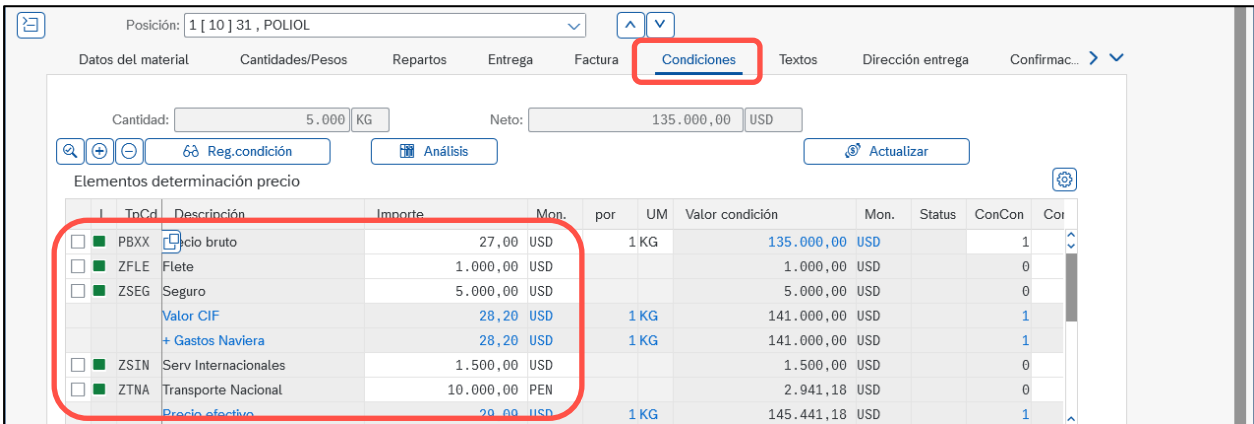 Posición: 1 [ 10 ] 31 , POLIOL
Datos del material Cantidades/Pesos Repartos Entrega Factura Condiciones Textos Dirección entrega Confirmac...
Cantidad: 5.000 KG Neto: 135.000,00 USD
Reg.condición Análisis Actualizar
Elementos determinación precio
I.. TpCd Descripción Importe Mon. por UM Valor condición Mon. Status ConCon Con
PBXX ecio bruto 27,00 USD 1 KG 135.000,00 USD 1
ZFLE Flete 1.000,00 USD 1.000,00 USD 0
ZSEG Seguro 5.000,00 USD 5.000,00 USD 0
Valor CIF 28,20 USD 1 KG 141.000,00 USD 1
+ Gastos Naviera 28,20 USD 1 KG 141.000,00 USD 1
ZSIN Serv Internacionales 1.500,00 USD 1.500,00 USD 0
ZTNA Transporte Nacional 10.000,00 PEN 2.941,18 USD 0
Precio efectivo 29,09 USD 1 KG 145.441,18 USD 1